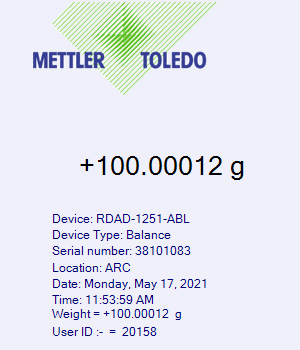 METTLER TOLEDO
+100.00012 g
Device: RDAD-1251-ABL
Device Type: Balance
Serial number: 38101083
Location: ARC
Date: Monday, May 17, 2021
Time: 11:53:59 AM
Weight = +100.00012  g
User ID :-  =  20158